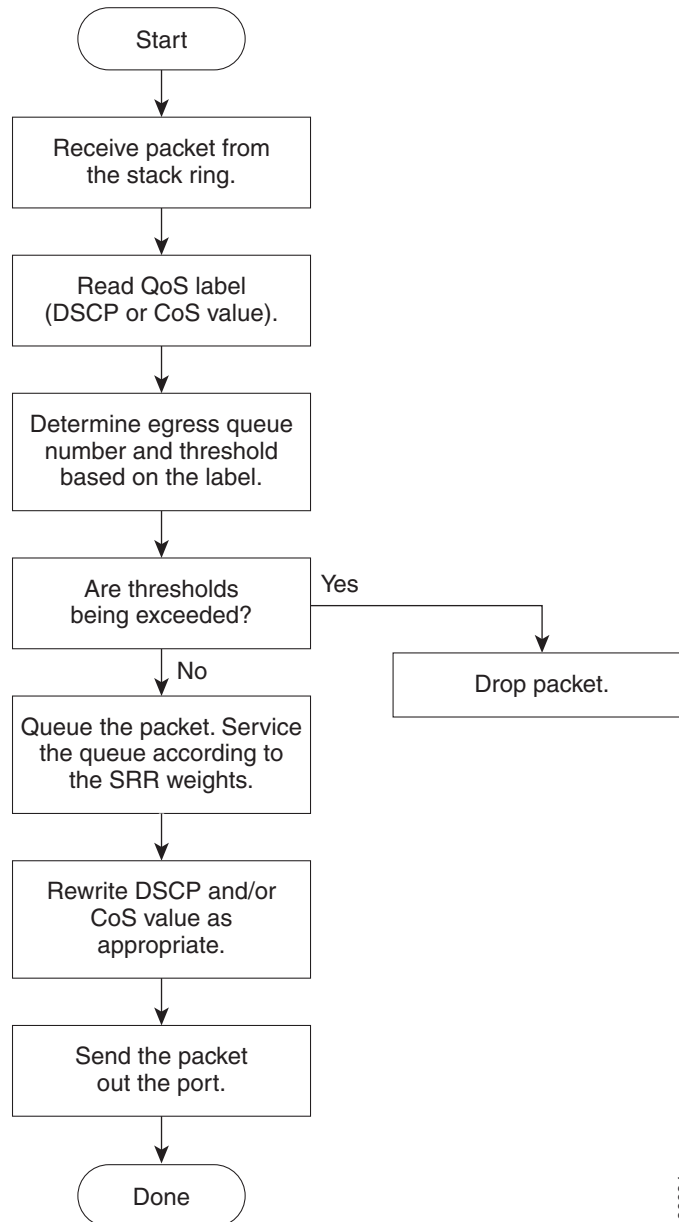 Start
Receive packet from
the stack ring.
Read QoS label
(DSCP or CoS value).
Determine egress queue
number and threshold
based on the label.
Are thresholds
being exceeded?
Yes
Drop packet.
No
Queue the packet. Service
the queue according to
the SRR weights.
Rewrite DSCP and/or
CoS value as
appropriate.
Send the packet
out the port.
Done